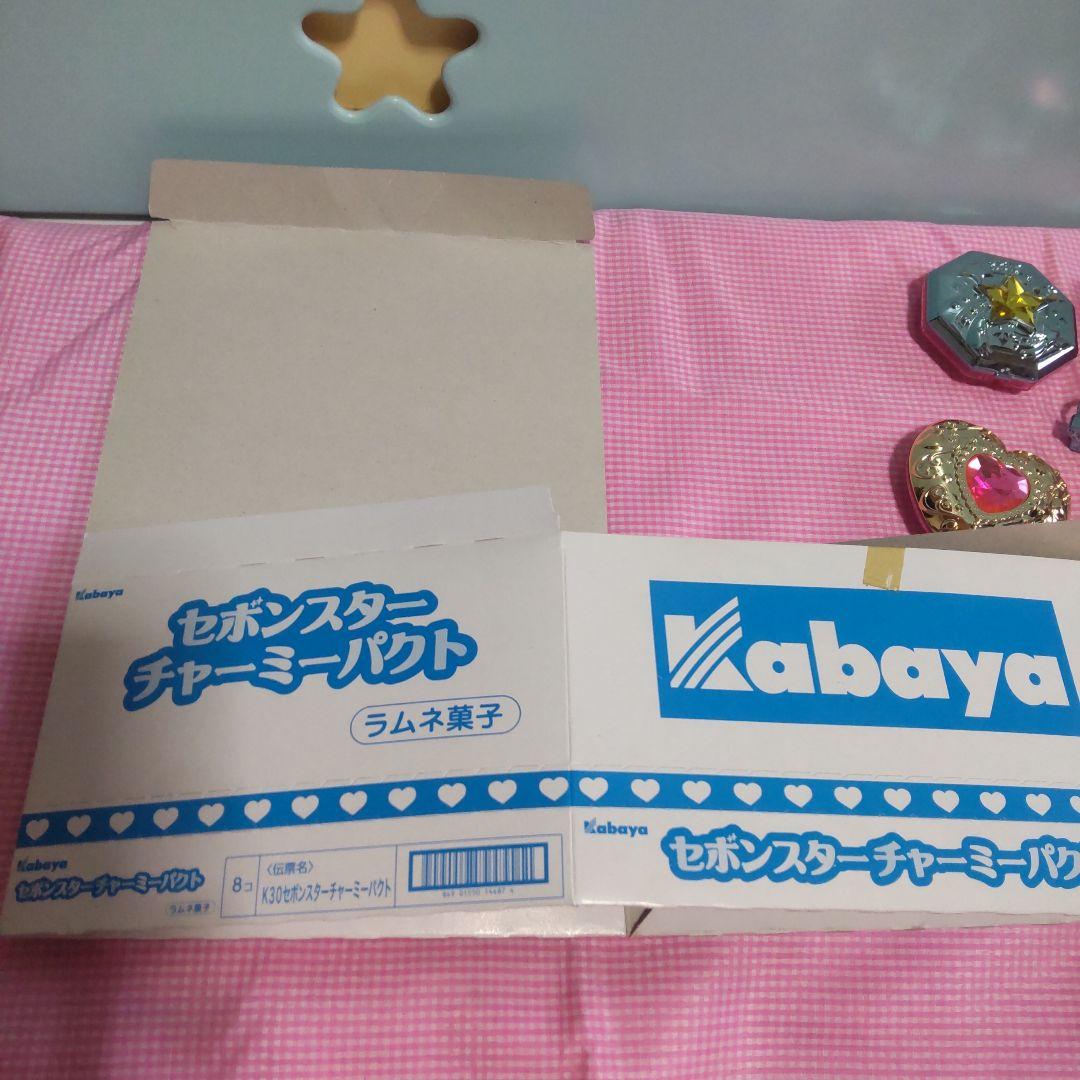 Kabaya
セボンスター
チャーミーパクト
ラムネ菓子
Kabaya
セボンスターチャーミーパクト
ラムネ菓子
8コ
〈伝票名〉
K30セボンスターチャーミーパクト
Kabaya
Kabaya
セボンスターチャーミーパク